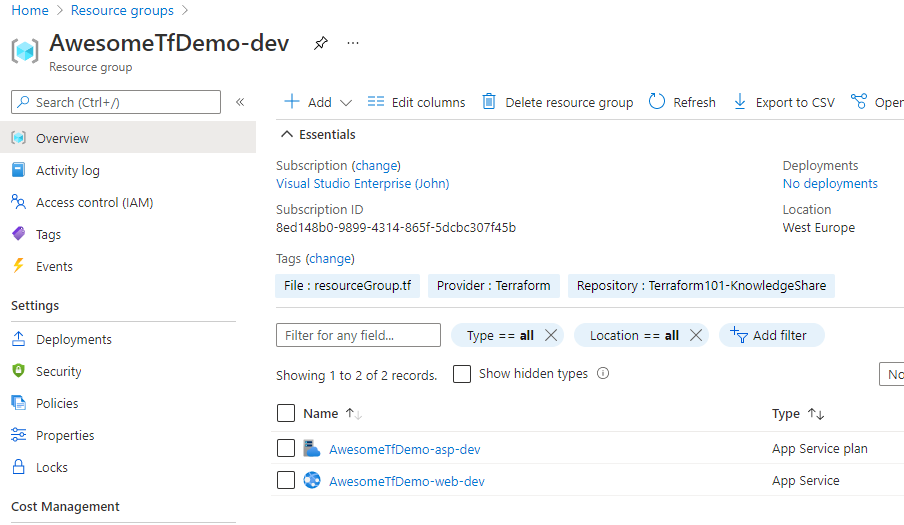 Home > Resource groups >
AwesomeTfDemo-dev
Resource group
Search (Ctrl+/)
«
Add
Edit columns
Delete resource group
Refresh
Export to CSV
Open
Overview
Activity log
Access control (IAM)
Tags
Events
Settings
Deployments
Security
Policies
Properties
Locks
Cost Management
Essentials
Subscription (change)
Visual Studio Enterprise (John)
Subscription ID
8ed148b0-9899-4314-865f-5dcbc307f45b
Deployments
No deployments
Location
West Europe
Tags (change)
File : resourceGroup.tf
Provider : Terraform
Repository : Terraform101-KnowledgeShare
Filter for any field...
Type == all
Location == all
Add filter
Showing 1 to 2 of 2 records.
Show hidden types
No
Name
Type
AwesomeTfDemo-asp-dev
App Service plan
AwesomeTfDemo-web-dev
App Service